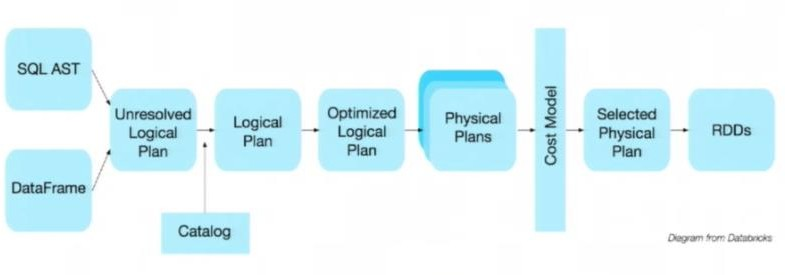 SQL AST
DataFrame
Unresolved
Logical
Plan
Catalog
Logical
Plan
Optimized
Logical
Plan
Physical
Plans
Cost Model
Selected
Physical
Plan
RDDs
Diagram from Databricks